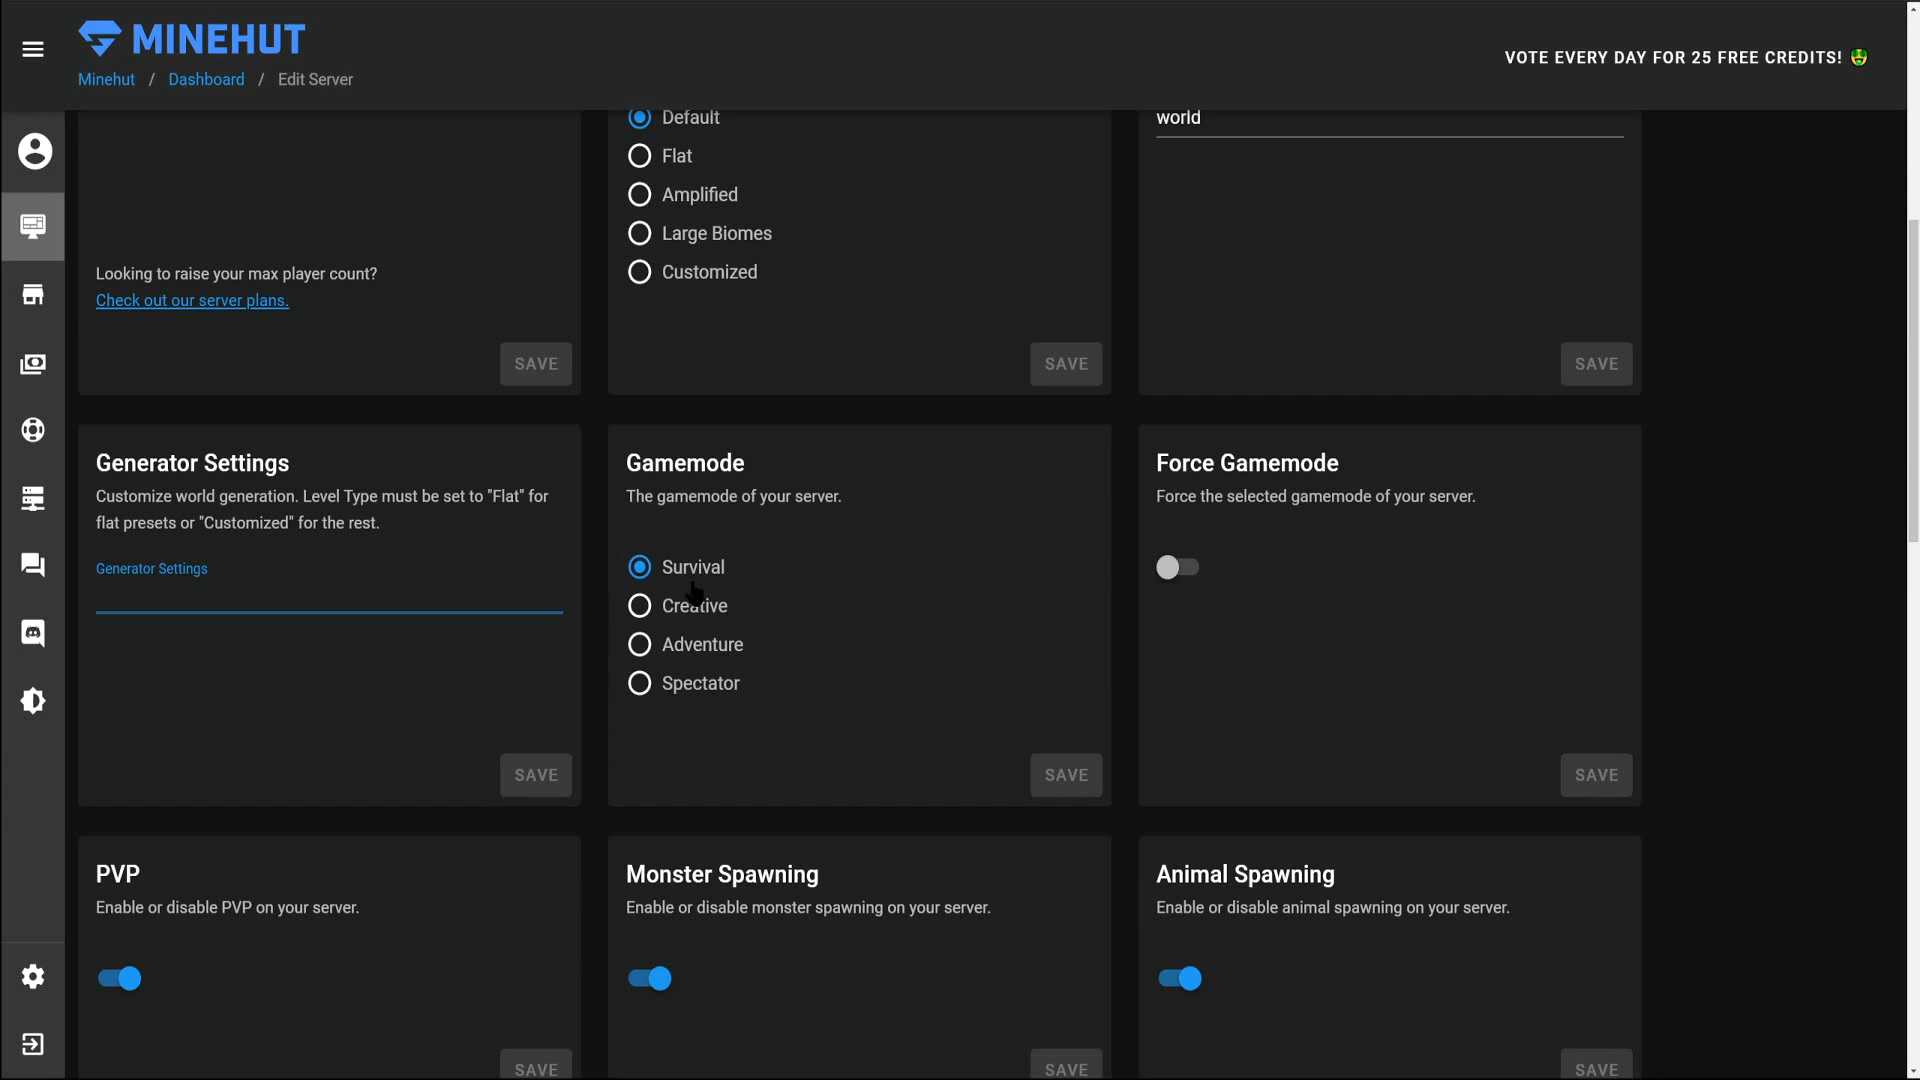 MINEHUT
Minehut / Dashboard / Edit Server
VOTE EVERY DAY FOR 25 FREE CREDITS! 🤑
Looking to raise your max player count?
Check out our server plans.
SAVE
Default
Flat
Amplified
Large Biomes
Customized
SAVE
world
SAVE
Generator Settings
Customize world generation. Level Type must be set to "Flat" for
flat presets or "Customized" for the rest.
Generator Settings
SAVE
Gamemode
The gamemode of your server.
Survival
Creative
Adventure
Spectator
SAVE
Force Gamemode
Force the selected gamemode of your server.
SAVE
PVP
Enable or disable PVP on your server.
SAVE
Monster Spawning
Enable or disable monster spawning on your server.
SAVE
Animal Spawning
Enable or disable animal spawning on your server.
SAVE